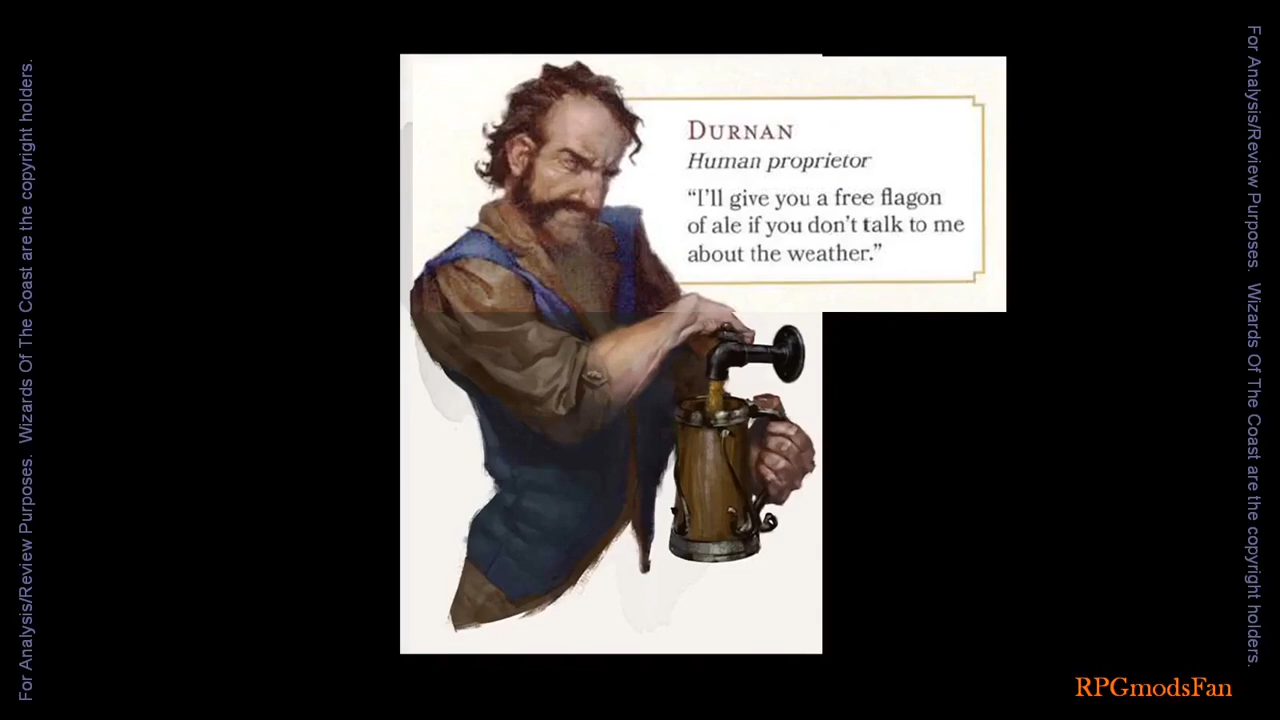 For Analysis/Review Purposes.  Wizards Of The Coast are the copyright holders.
DURNAN
Human proprietor
“I’ll give you a free flagon
of ale if you don’t talk to me
about the weather.”
For Analysis/Review Purposes.  Wizards Of The Coast are the copyright holders.
RPGmodsFan